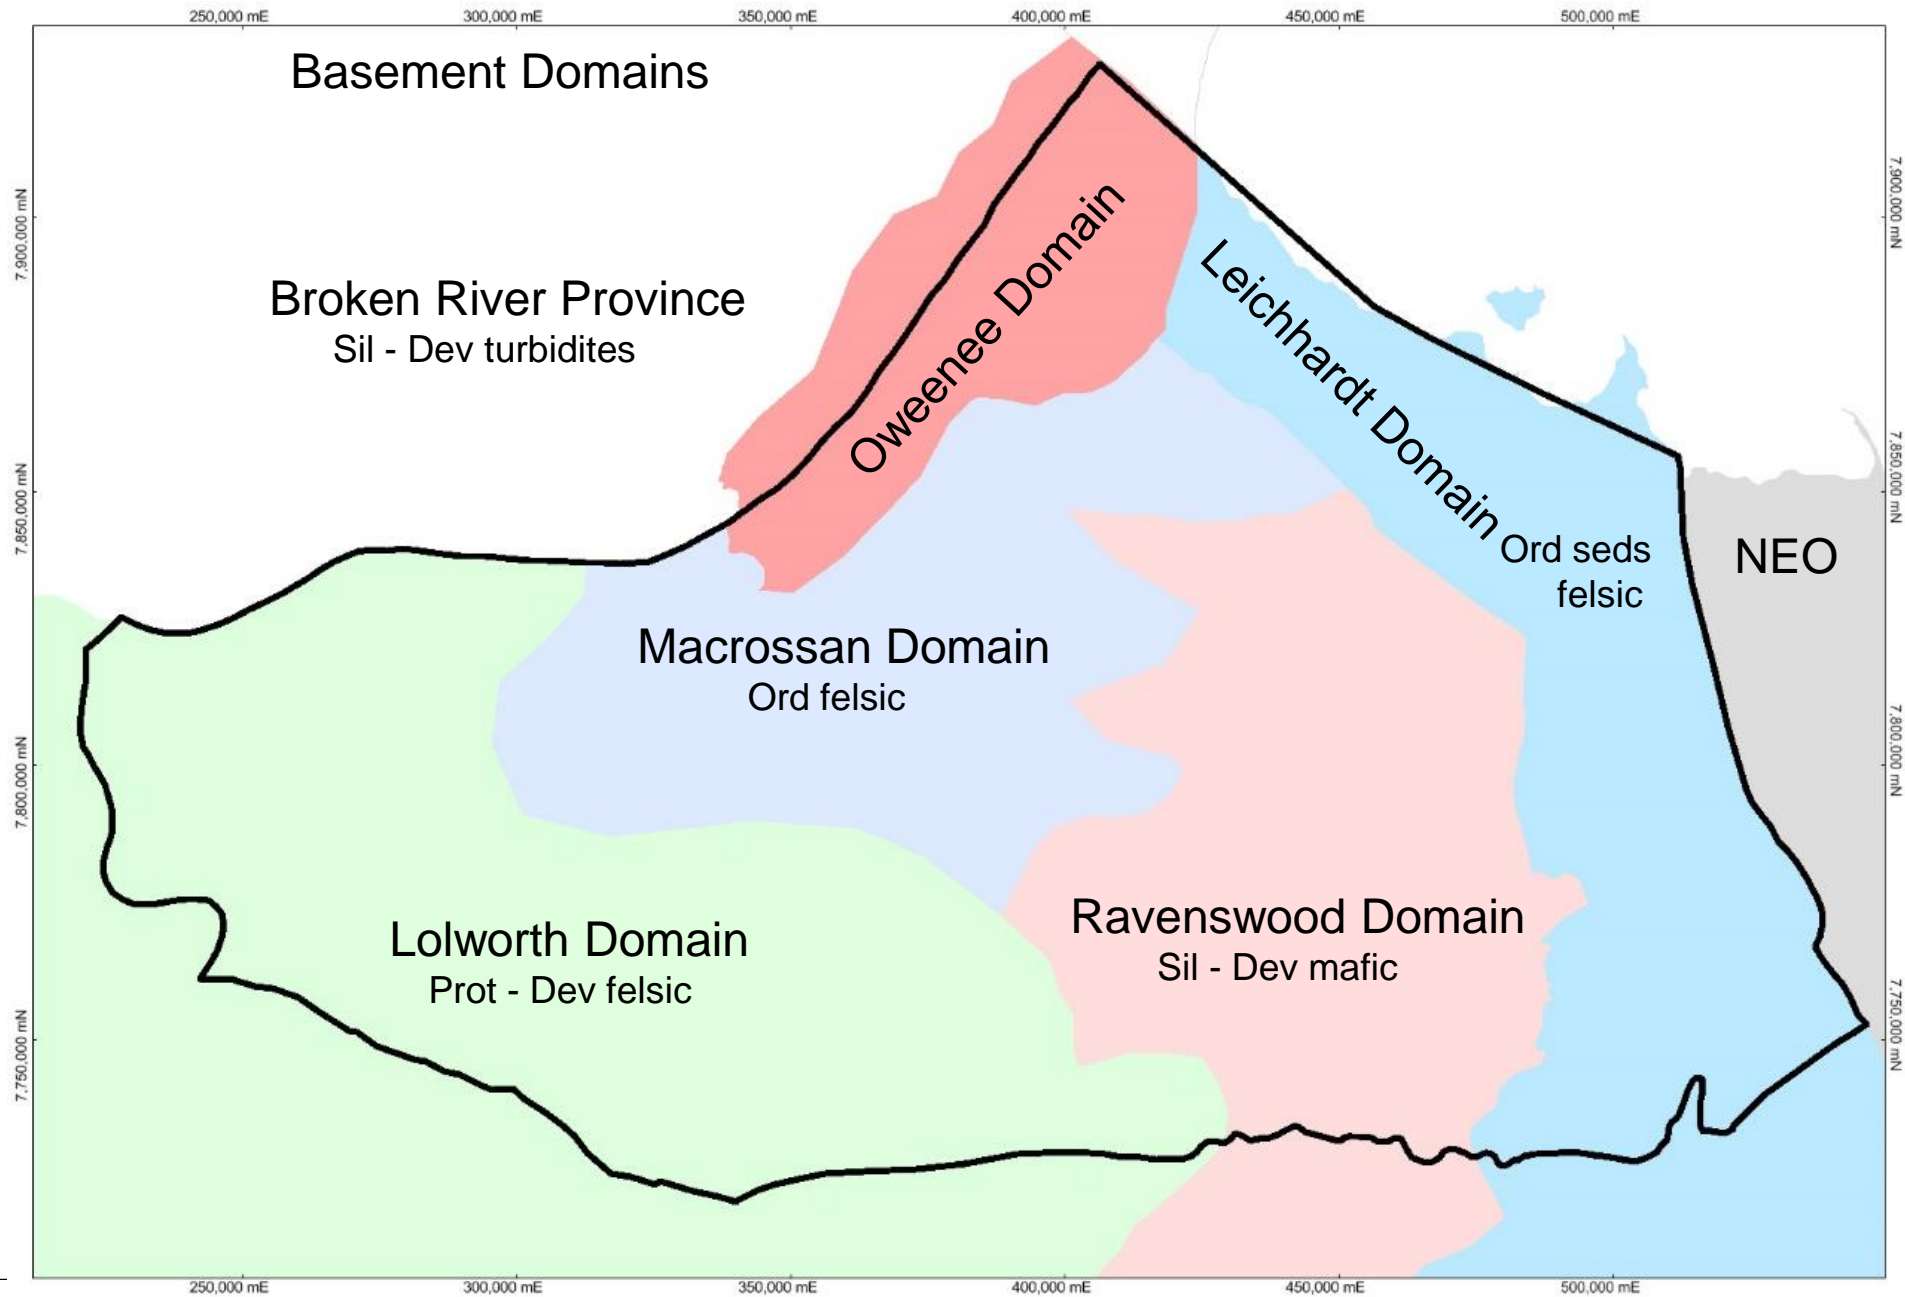 250,000 mE
300,000 mE
350,000 mE
400,000 mE
450,000 mE
500,000 mE
Basement Domains
7,900,000 mN
7,900,000 mN
Oweenee Domain
Leichhardt Domain
Broken River Province
Sil - Dev turbidites
7,850,000 mN
7,850,000 mN
Ord seds
felsic
NEO
Macrossan Domain
Ord felsic
7,800,000 mN
7,800,000 mN
Ravenswood Domain
Sil - Dev mafic
Lolworth Domain
Prot - Dev felsic
7,750,000 mN
7,750,000 mN
250,000 mE
300,000 mE
350,000 mE
400,000 mE
450,000 mE
500,000 mE